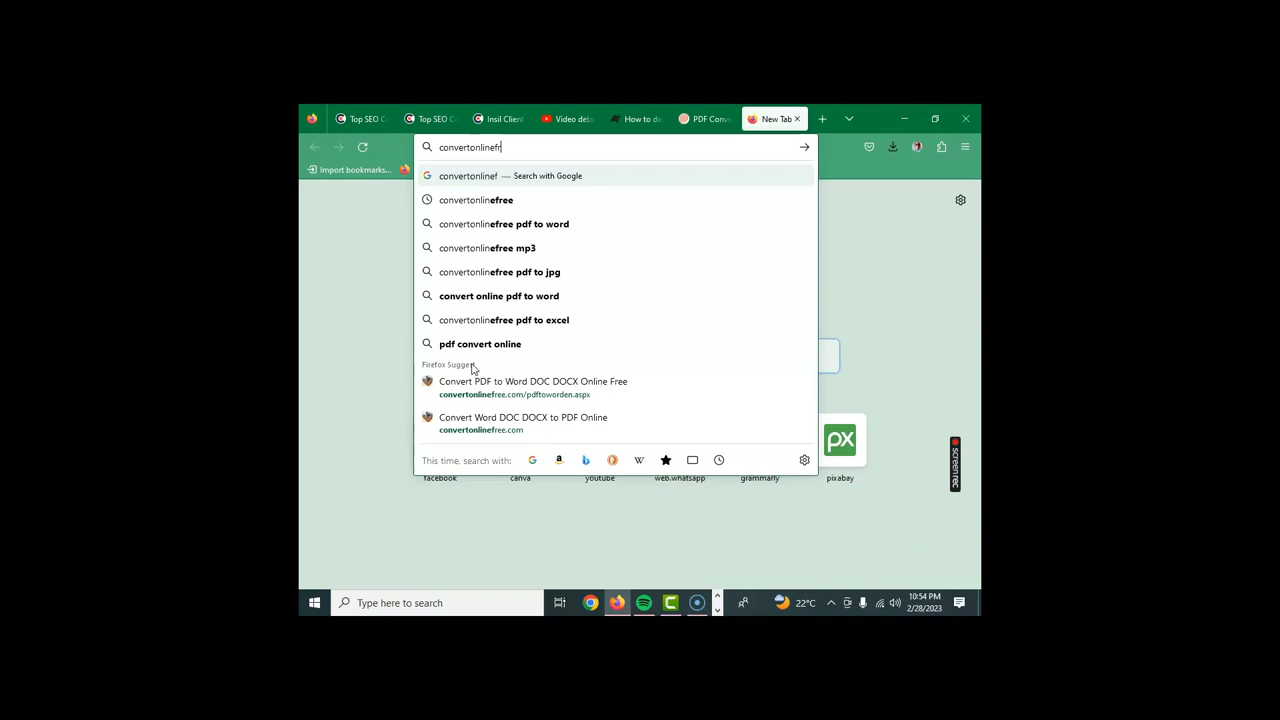 Top SEO C
Top SEO C
Insil Client
Video deta
How to do
PDF Conv
New Tab
convertonlinefr
Import bookmarks...
convertonlinef — Search with Google
convertonlinefree
convertonlinefree pdf to word
convertonlinefree mp3
convertonlinefree pdf to jpg
convert online pdf to word
convertonlinefree pdf to excel
pdf convert online
Firefox Suggest
Convert PDF to Word DOC DOCX Online Free
convertonlinefree.com/pdftoworden.aspx
Convert Word DOC DOCX to PDF Online
convertonlinefree.com
px
This time, search with:
facebook
canva
youtube
web.whatsapp
grammarly
pixabay
screenrec
Type here to search
22°C
10:54 PM
2/28/2023